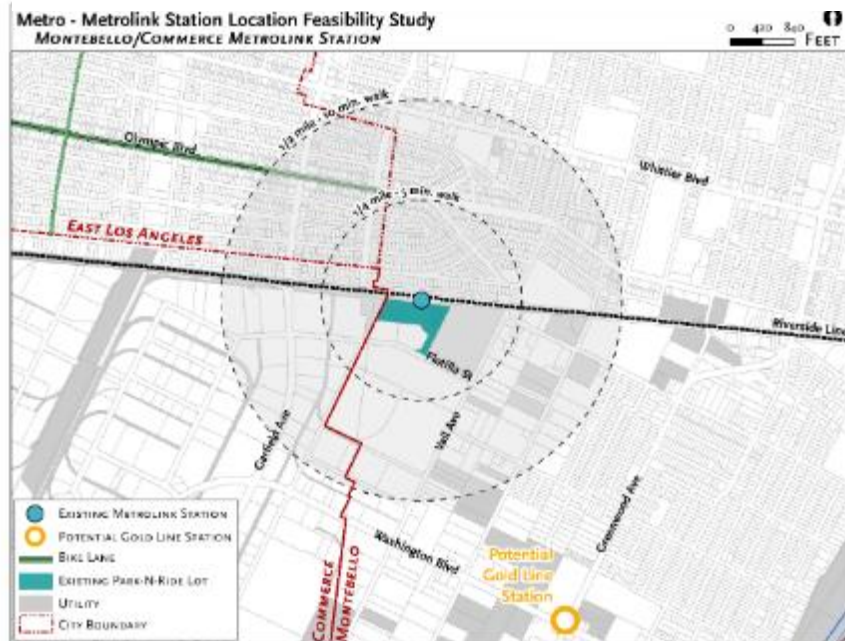 Metro - Metrolink Station Location Feasibility Study
MONTEBELLO/COMMERCE METROLINK STATION
0 420 840
FEET
1/2 mile - 10 min. walk
Olympic Blvd
Whittier Blvd
1/4 mile - 5 min. walk
EAST LOS ANGELES
Riverside Line
Flotilla St
Garfield Ave
Vail Ave
Greenwood Ave
Washington Blvd
Potential
Gold Line
Station
COMMERCE
MONTEBELLO
EXISTING METROLINK STATION
POTENTIAL GOLD LINE STATION
BIKE LANE
EXISTING PARK-N-RIDE LOT
UTILITY
CITY BOUNDARY